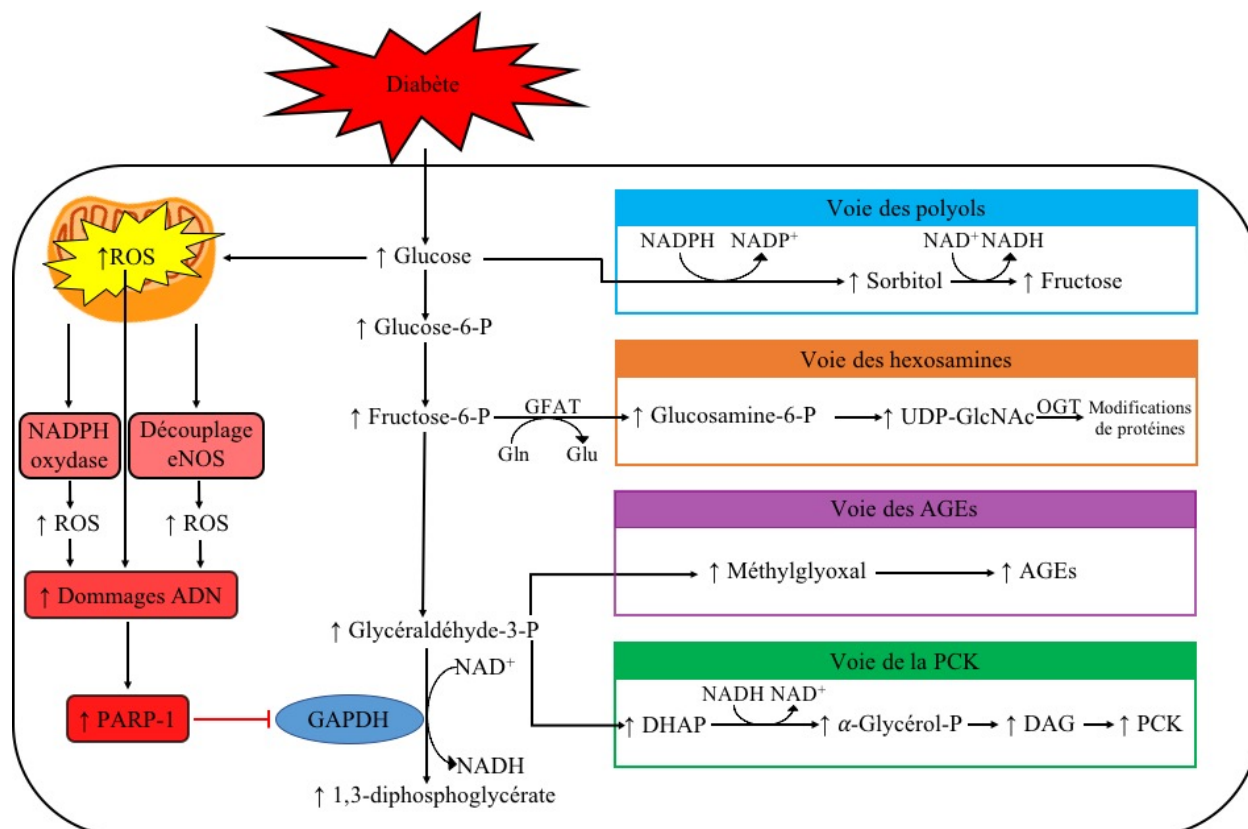 Diabète
Voie des polyols
NADPH NADP⁺ NAD⁺ NADH
↑ROS
↑ Glucose
↑ Sorbitol ↑ Fructose
↑ Glucose-6-P
Voie des hexosamines
↑ Fructose-6-P GFAT ↑ Glucosamine-6-P ↑ UDP-GlcNAc OGT Modifications
de protéines
Gln Glu
NADPH
oxydase
Découplage
eNOS
↑ ROS ↑ ROS
Voie des AGEs
↑ Méthylglyoxal ↑ AGEs
↑ Dommages ADN
↑ Glycéraldéhyde-3-P
Voie de la PCK
NAD⁺
NADH NAD⁺
↑ PARP-1 GAPDH
↑ DHAP ↑ α-Glycérol-P ↑ DAG ↑ PCK
NADH
↑ 1,3-diphosphoglycérate